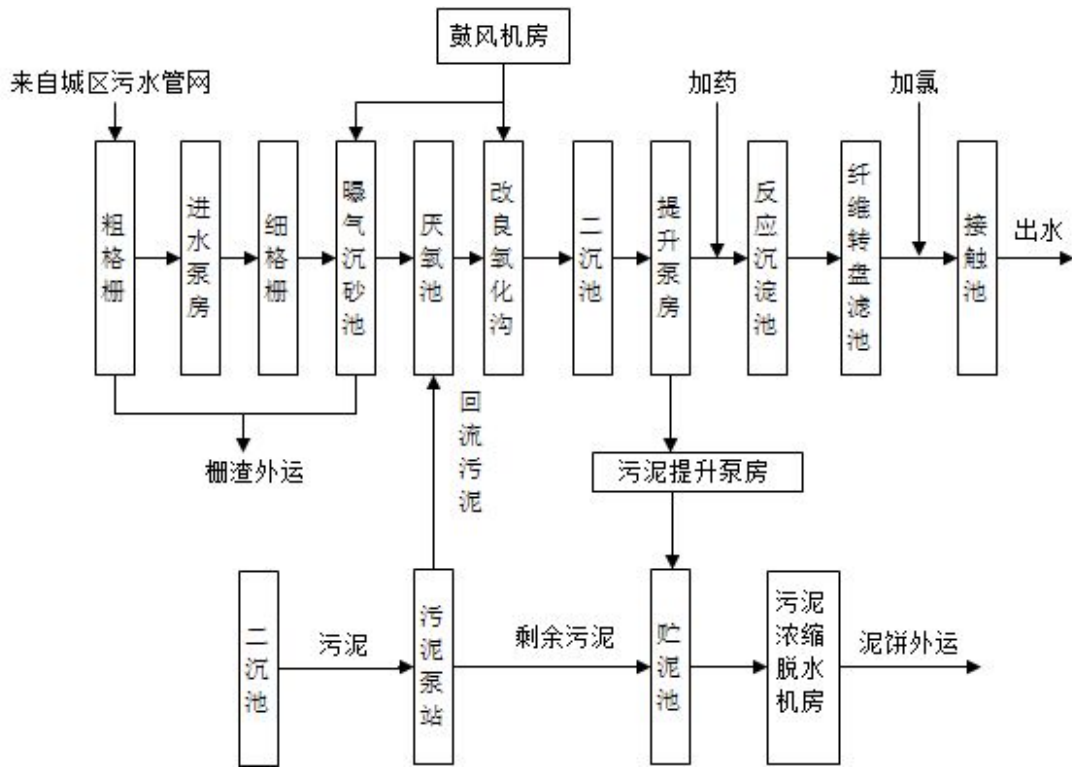 鼓风机房
来自城区污水管网
加药
加氯
粗格栅
进水泵房
细格栅
曝气沉砂池
厌氧池
改良氧化沟
二沉池
提升泵房
反应沉淀池
纤维转盘滤池
接触池
出水
回流污泥
栅渣外运
污泥提升泵房
二沉池
污泥
污泥泵站
剩余污泥
贮泥池
污泥
浓缩
脱水
机房
泥饼外运